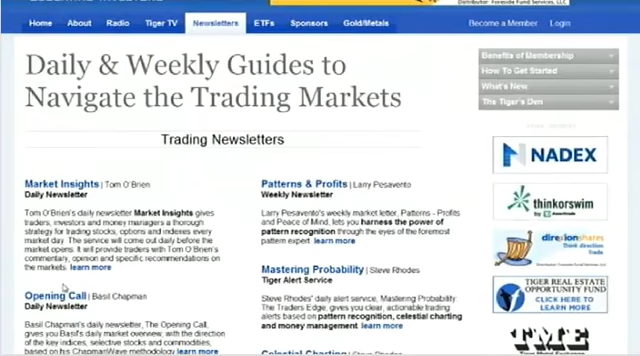 Distributor: Foreside Fund Services, LLC
Home About Radio Tiger TV Newsletters ETFs Sponsors Gold/Metals Become a Member Login
Daily & Weekly Guides to
Navigate the Trading Markets
Trading Newsletters
Market Insights | Tom O'Brien
Daily Newsletter
Tom O'Brien's daily newsletter Market Insights gives
traders, investors and money managers a thorough
strategy for trading stocks, options and indexes every
market day. The service will come out daily before the
market opens. It will provide traders with Tom O'Brien's
commentary, opinion and specific recommendations on
the markets. learn more
Opening Call | Basil Chapman
Daily Newsletter
Basil Chapman's daily newsletter, The Opening Call,
gives you Basil's daily market overview, with the direction
of the key indices, selective stocks and commodities,
based on his ChapmanWave methodology learn more
Patterns & Profits | Larry Pesavento
Weekly Newsletter
Larry Pesavento's weekly market letter, Patterns - Profits
and Peace of Mind, lets you harness the power of
pattern recognition through the eyes of the foremost
pattern expert. learn more
Mastering Probability | Steve Rhodes
Tiger Alert Service
Steve Rhodes' daily alert service, Mastering Probability:
The Traders Edge, gives you clear, actionable trading
alerts based on pattern recognition, celestial charting
and money management. learn more
Celestial Charting | Steve Rhodes
Benefits of Membership
How To Get Started
What's New
The Tiger's Den
NADEX
thinkorswim
direxionshares
Think direction
Trade
TIGER REAL ESTATE
OPPORTUNITY FUND
CLICK HERE TO
LEARN MORE
TME